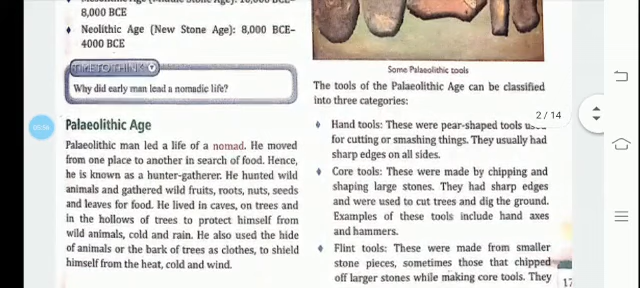 8,000 BCE
Neolithic Age (New Stone Age): 8,000 BCE-
4000 BCE
TIME TO THINK
Why did early man lead a nomadic life?
Palaeolithic Age
Palaeolithic man led a life of a nomad. He moved
from one place to another in search of food. Hence,
he is known as a hunter-gatherer. He hunted wild
animals and gathered wild fruits, roots, nuts, seeds
and leaves for food. He lived in caves, on trees and
in the hollows of trees to protect himself from
wild animals, cold and rain. He also used the hide
of animals or the bark of trees as clothes, to shield
himself from the heat, cold and wind.
Some Palaeolithic tools
The tools of the Palaeolithic Age can be classified
into three categories:
Hand tools: These were pear-shaped tools
for cutting or smashing things. They usually had
sharp edges on all sides.
Core tools: These were made by chipping and
shaping large stones. They had sharp edges
and were used to cut trees and dig the ground.
Examples of these tools include hand axes
and hammers.
Flint tools: These were made from smaller
stone pieces, sometimes those that chipped
off larger stones while making core tools. They
2/14